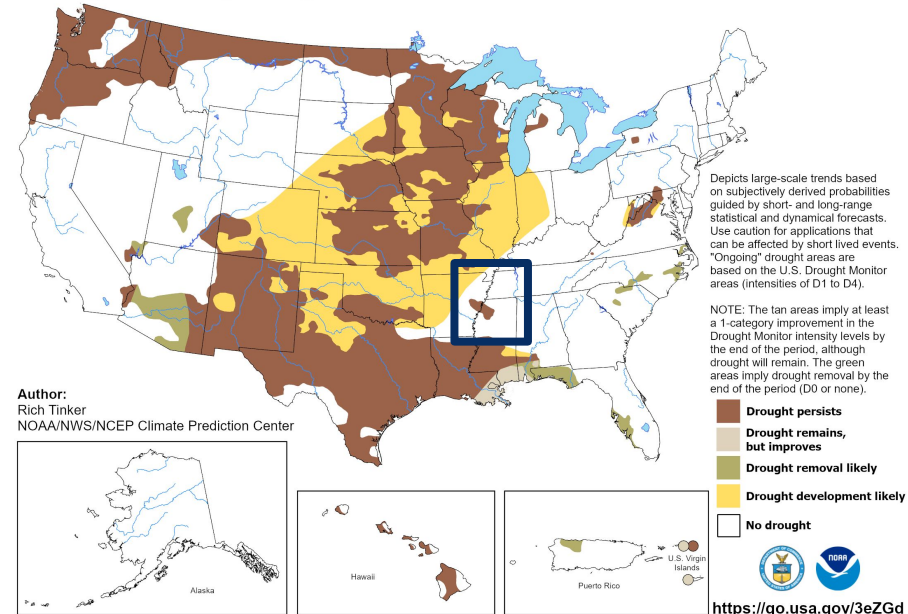 Depicts large-scale trends based
on subjectively derived probabilities
guided by short- and long-range
statistical and dynamical forecasts.
Use caution for applications that
can be affected by short lived events.
"Ongoing" drought areas are
based on the U.S. Drought Monitor
areas (intensities of D1 to D4).
NOTE: The tan areas imply at least
a 1-category improvement in the
Drought Monitor intensity levels by
the end of the period, although
drought will remain. The green
areas imply drought removal by the
end of the period (D0 or none).
Author:
Rich Tinker
NOAA/NWS/NCEP Climate Prediction Center
Drought persists
Drought remains,
but improves
Drought removal likely
Drought development likely
No drought
Alaska
Hawaii
Puerto Rico
U.S. Virgin
Islands
NOAA
https://go.usa.gov/3eZGd